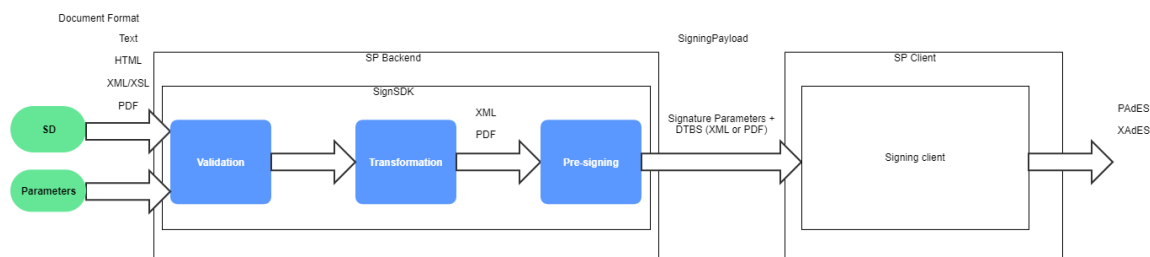 Document Format
Text
HTML
XML/XSL
PDF
SD
Parameters
SP Backend
SignSDK
Validation
Transformation
XML
PDF
Pre-signing
SigningPayload
Signature Parameters +
DTBS (XML or PDF)
SP Client
Signing client
PAdES
XAdES